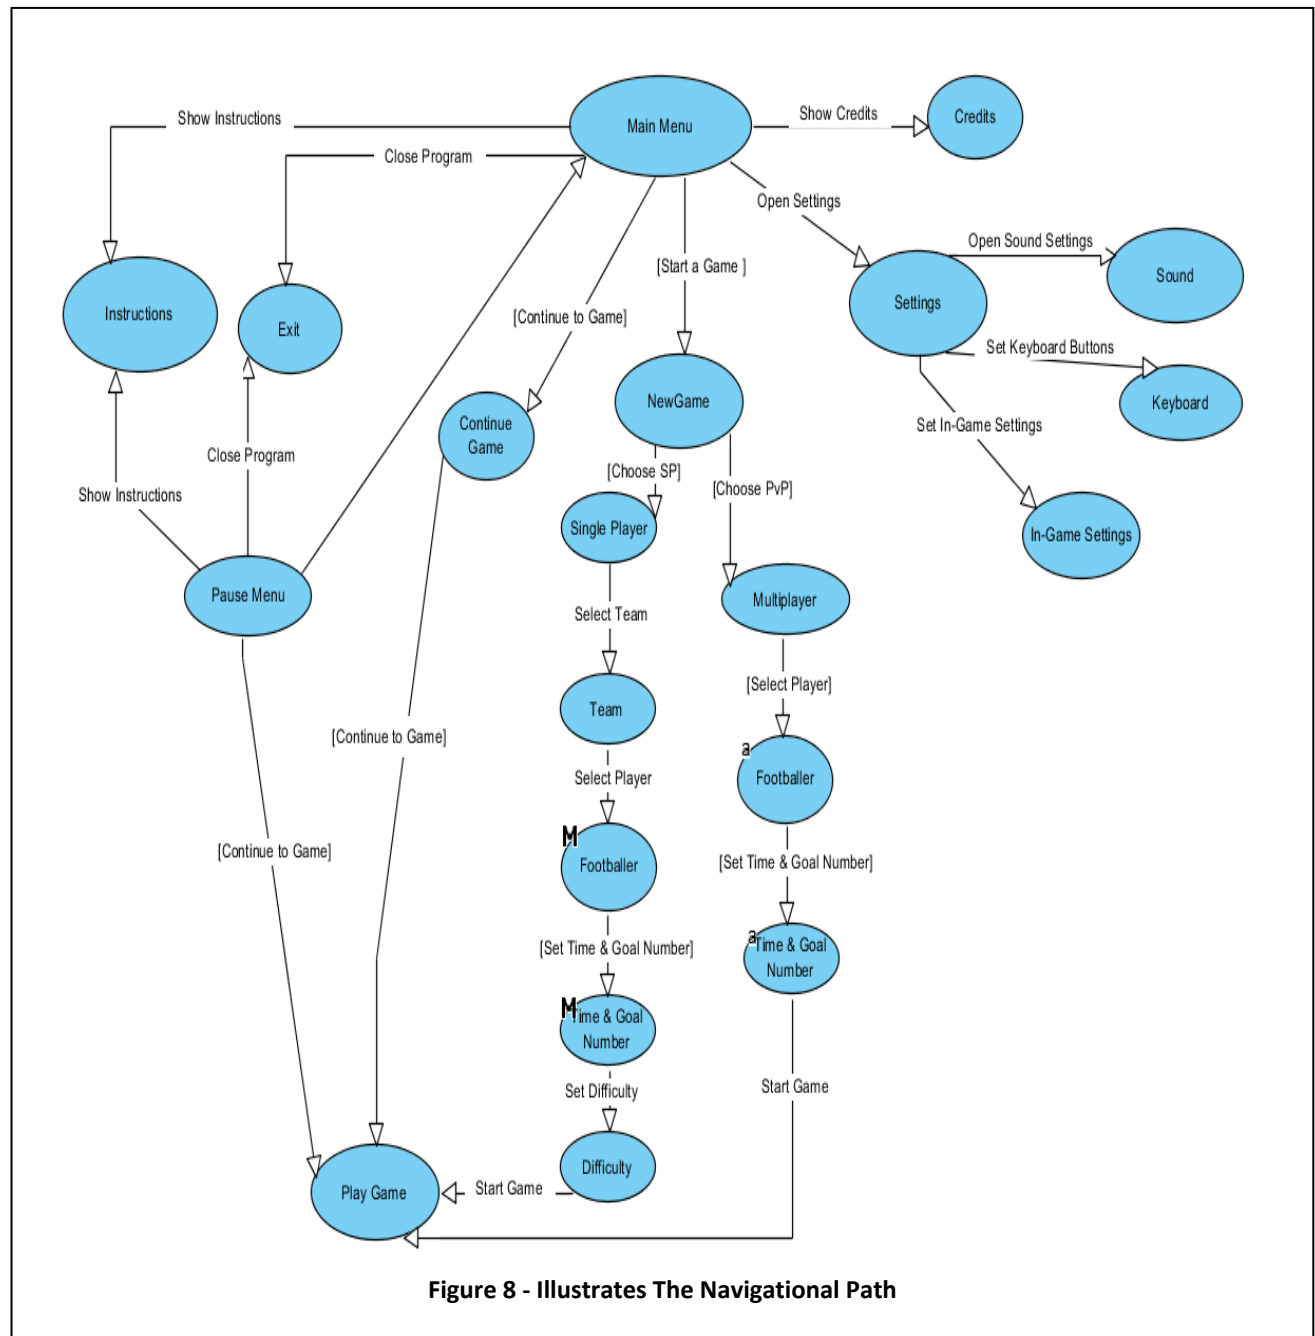 Main Menu
Show Credits
Credits
Show Instructions
Close Program
Open Settings
Open Sound Settings
Sound
Settings
[Start a Game ]
Instructions
Exit
[Continue to Game]
Set Keyboard Buttons
Keyboard
NewGame
Continue
Game
Set In-Game Settings
Close Program
[Choose SP]
[Choose PvP]
Show Instructions
Single Player
In-Game Settings
Pause Menu
Multiplayer
Select Team
[Select Player]
Team
[Continue to Game]
a
Footballer
Select Player
M
Footballer
[Continue to Game]
[Set Time & Goal Number]
[Set Time & Goal Number]
a
Time & Goal
Number
M
Time & Goal
Number
Set Difficulty
Start Game
Difficulty
Start Game
Play Game
Figure 8 - Illustrates The Navigational Path